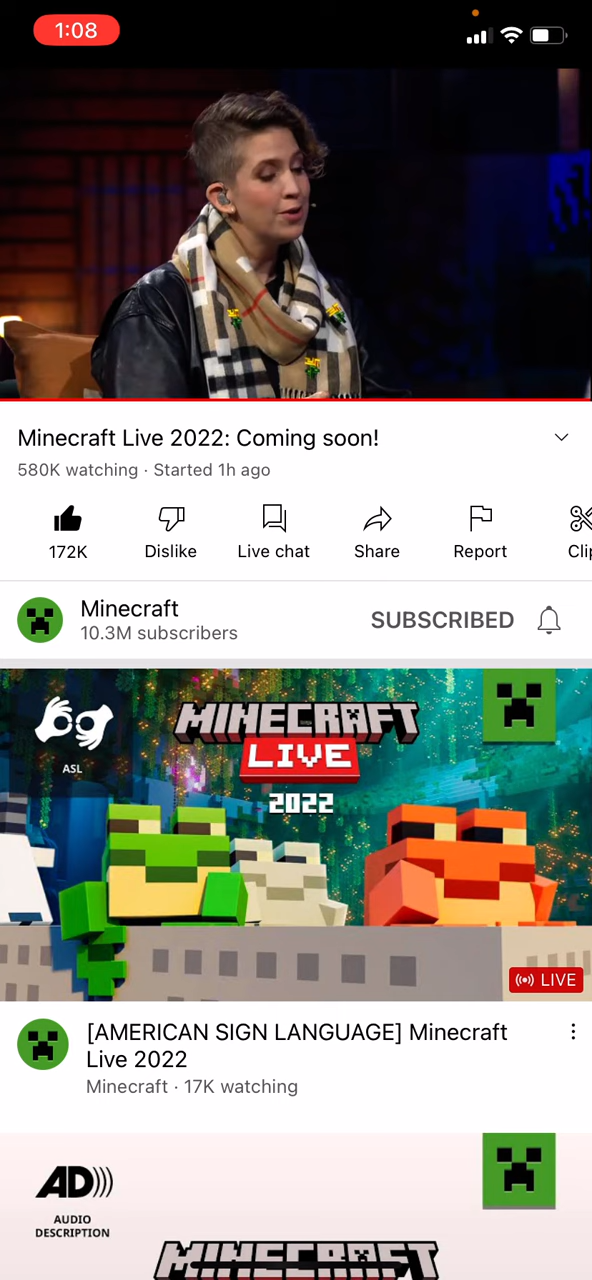 1:08
Minecraft Live 2022: Coming soon!
580K watching · Started 1h ago
172K
Dislike
Live chat
Share
Report
Clip
Minecraft
10.3M subscribers
SUBSCRIBED
ASL
MINECRAFT
LIVE
2022
LIVE
[AMERICAN SIGN LANGUAGE] Minecraft
Live 2022
Minecraft · 17K watching
AD
AUDIO
DESCRIPTION
MINECRAFT